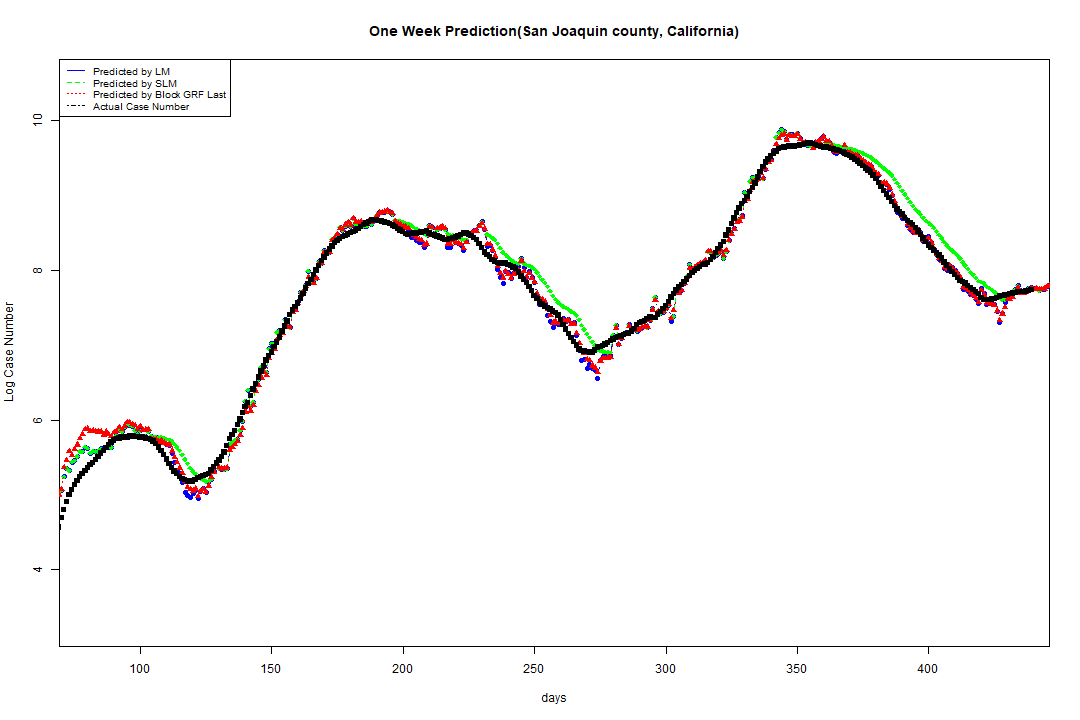 One Week Prediction(San Joaquin county, California)
Predicted by LM
Predicted by SLM
Predicted by Block GRF Last
Actual Case Number
Log Case Number
10
8
6
4
100 150 200 250 300 350 400
days